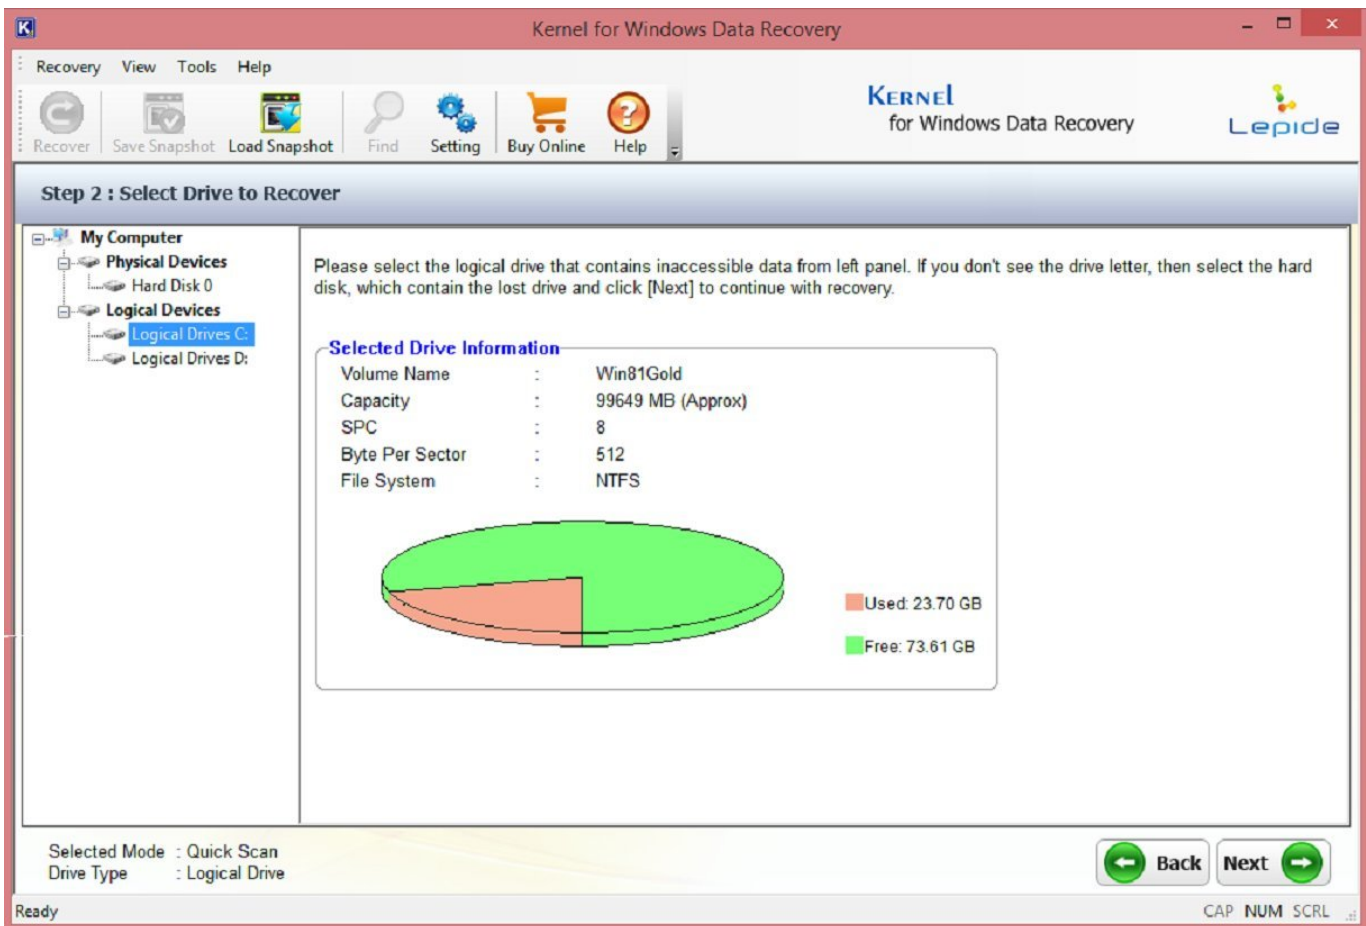 Kernel for Windows Data Recovery
Recovery View Tools Help
Recover Save Snapshot Load Snapshot Find Setting Buy Online Help
KERNEL
for Windows Data Recovery
Lepide
Step 2 : Select Drive to Recover
My Computer
Physical Devices
Hard Disk 0
Logical Devices
Logical Drives C:
Logical Drives D:
Please select the logical drive that contains inaccessible data from left panel. If you don't see the drive letter, then select the hard
disk, which contain the lost drive and click [Next] to continue with recovery.
Selected Drive Information
Volume Name : Win81Gold
Capacity : 99649 MB (Approx)
SPC : 8
Byte Per Sector : 512
File System : NTFS
Used: 23.70 GB
Free: 73.61 GB
Selected Mode : Quick Scan
Drive Type : Logical Drive
Back Next
Ready
CAP NUM SCRL